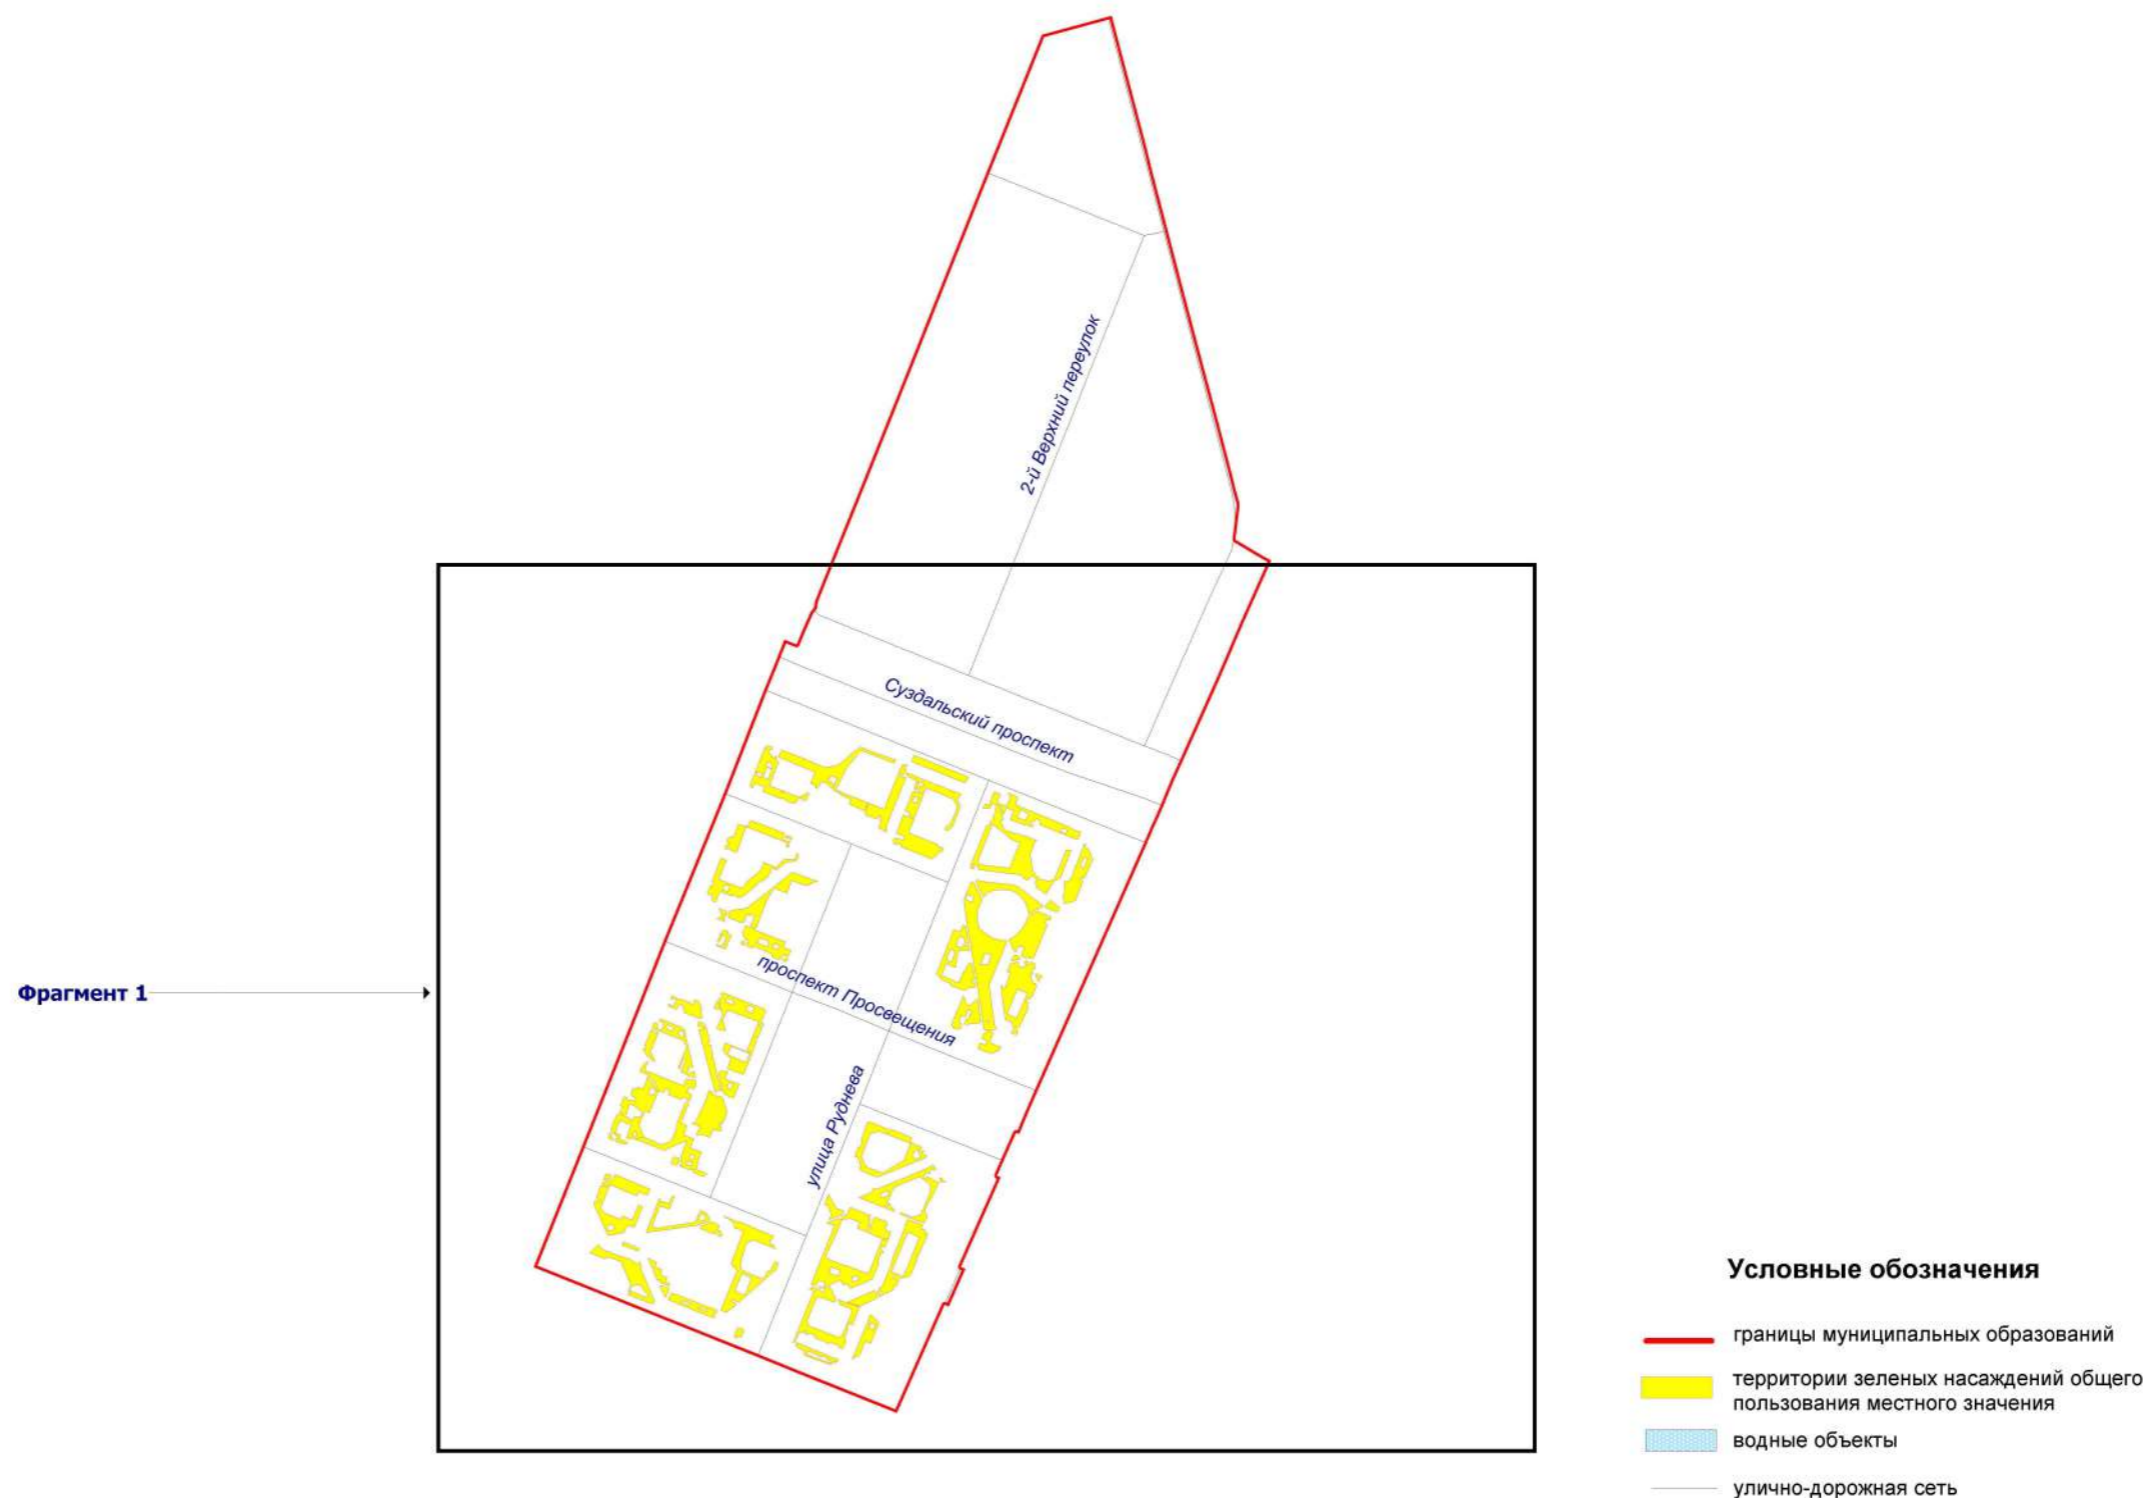 2-й Верхний переулок
Суздальский проспект
проспект Просвещения
Фрагмент 1
улица Руднева
Условные обозначения
границы муниципальных образований
территории зеленых насаждений общего
пользования местного значения
водные объекты
улично-дорожная сеть